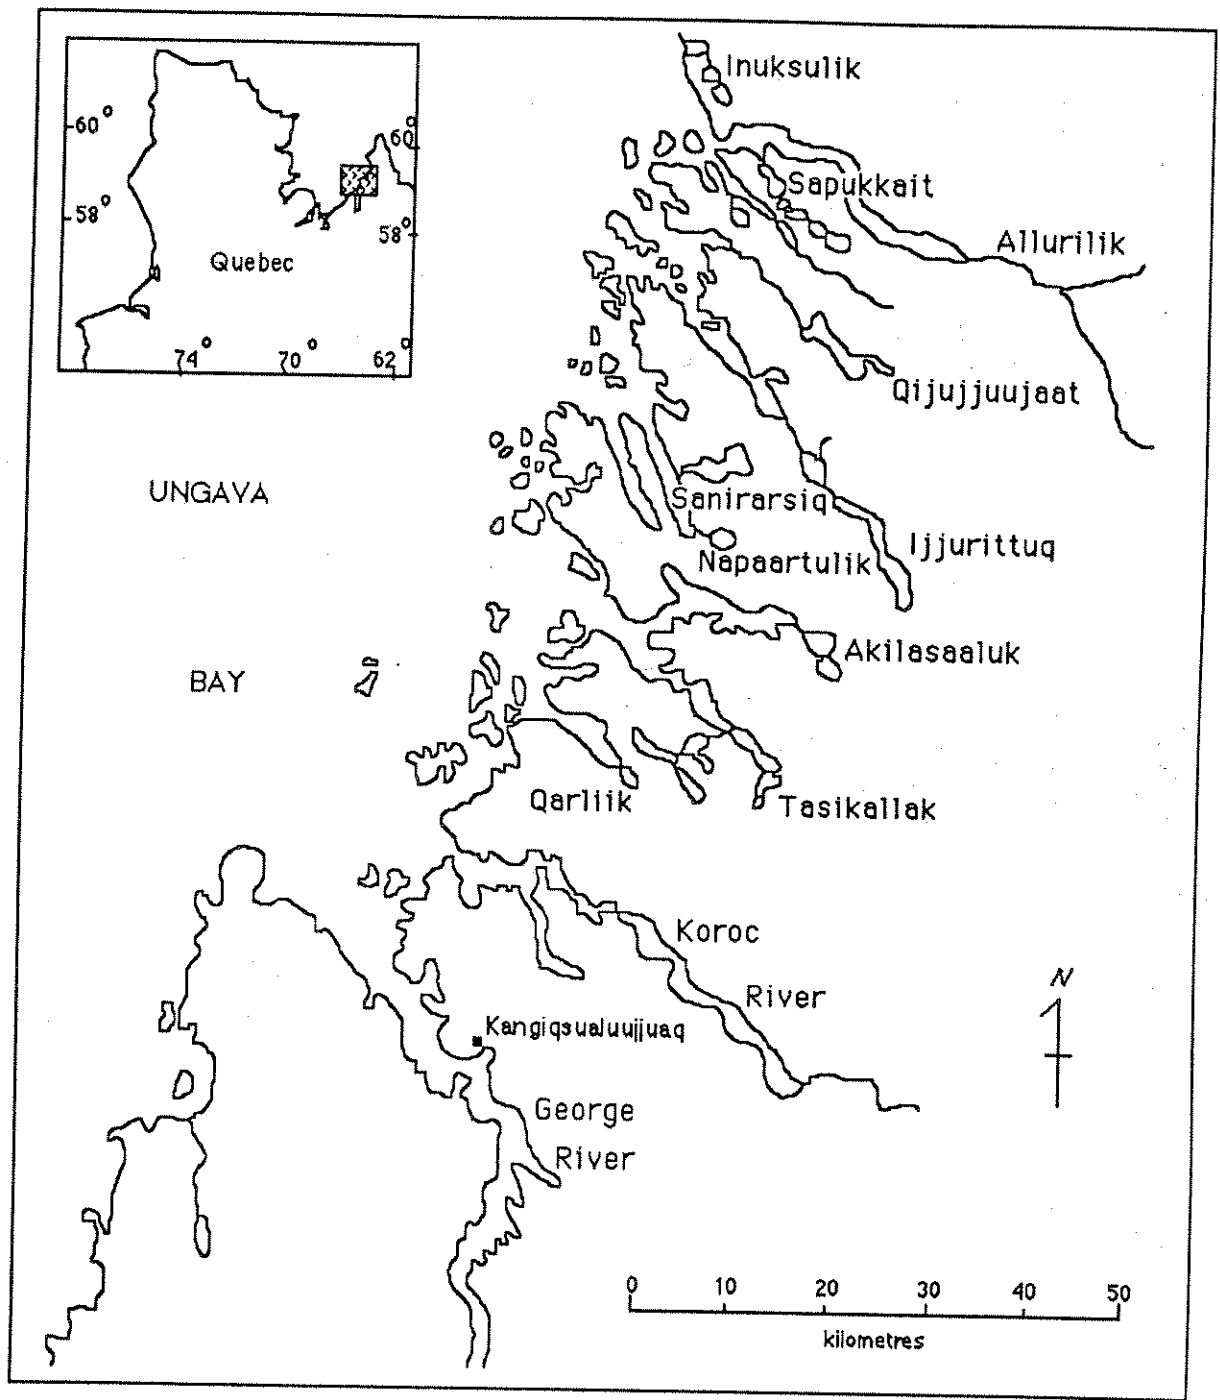 Inuksulik
60°
60°
Sapukkait
58°
58°
Allurilik
Quebec
74° 70° 62°
Qijujjuujaat
UNGAVA
Sanirarsiq
Ijjurittuq
Napaartulik
Akilasaaluk
BAY
Qarliik
Tasikallak
Koroc
River
N
Kangiqsualuujjuaq
George
River
0 10 20 30 40 50
kilometres